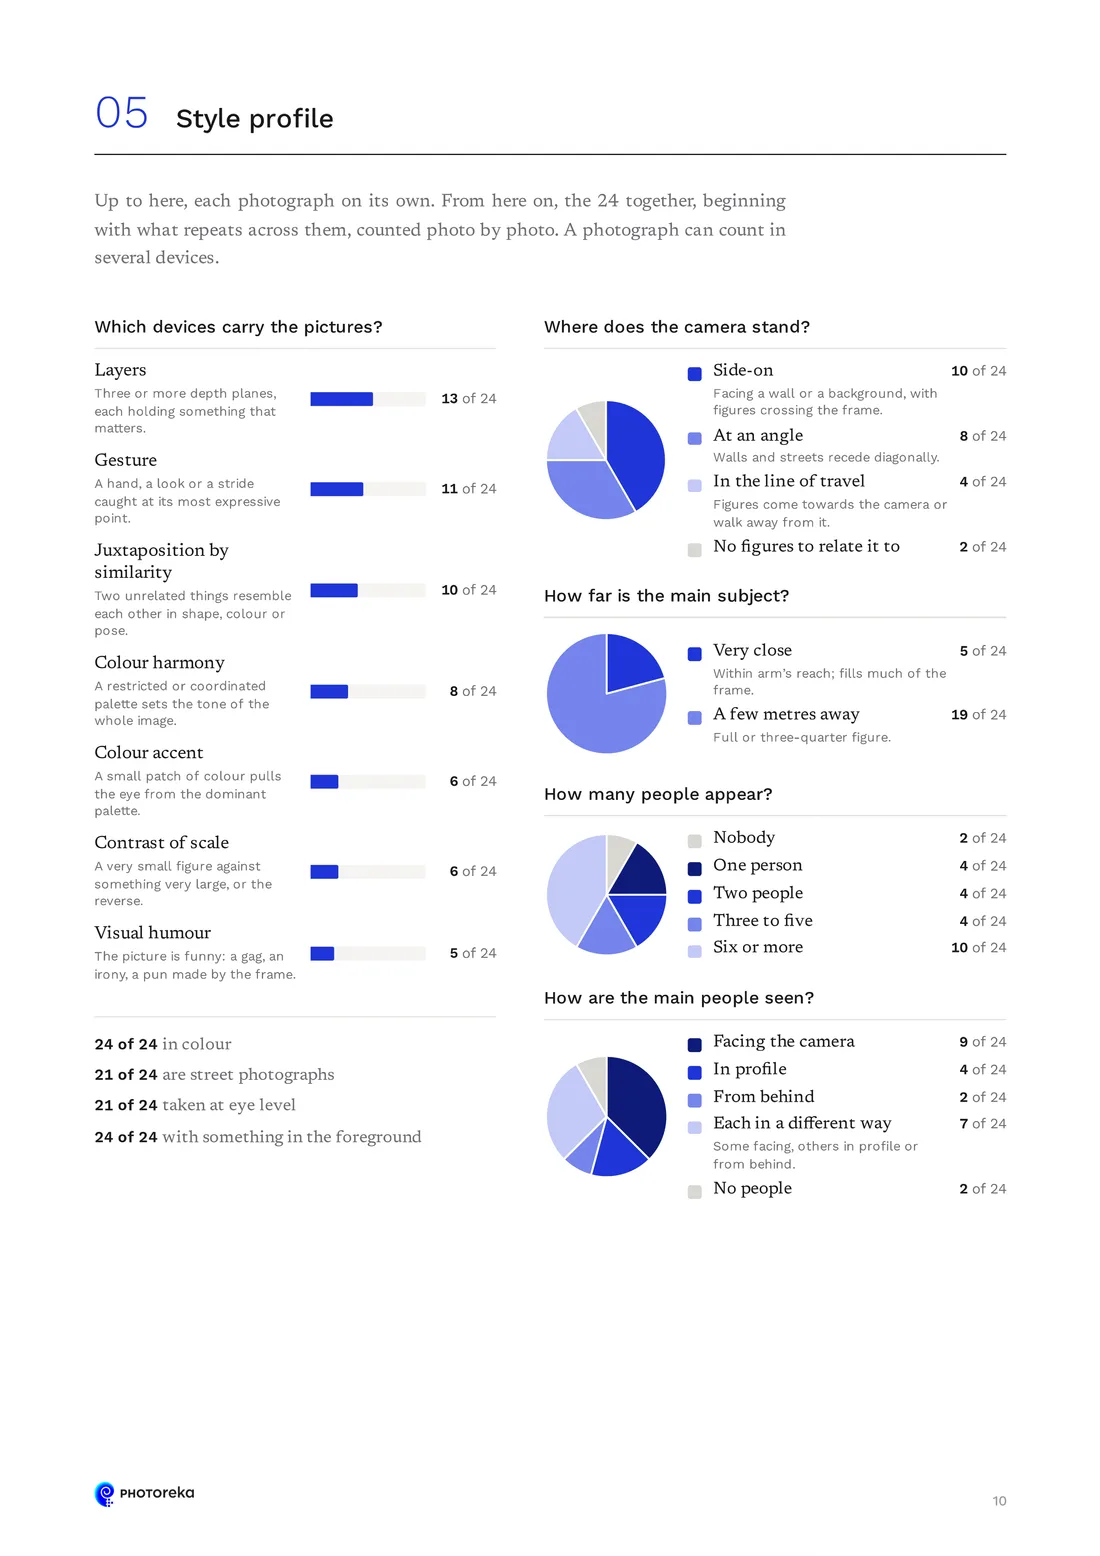 05 Style profile
Up to here, each photograph on its own. From here on, the 24 together, beginning
with what repeats across them, counted photo by photo. A photograph can count in
several devices.
Which devices carry the pictures?
Layers
Three or more depth planes,
each holding something that
matters.
13 of 24
Gesture
A hand, a look or a stride
caught at its most expressive
point.
11 of 24
Juxtaposition by
similarity
Two unrelated things resemble
each other in shape, colour or
pose.
10 of 24
Colour harmony
A restricted or coordinated
palette sets the tone of the
whole image.
8 of 24
Colour accent
A small patch of colour pulls
the eye from the dominant
palette.
6 of 24
Contrast of scale
A very small figure against
something very large, or the
reverse.
6 of 24
Visual humour
The picture is funny: a gag, an
irony, a pun made by the frame.
5 of 24
24 of 24 in colour
21 of 24 are street photographs
21 of 24 taken at eye level
24 of 24 with something in the foreground
Where does the camera stand?
Side-on 10 of 24
Facing a wall or a background, with
figures crossing the frame.
At an angle 8 of 24
Walls and streets recede diagonally.
In the line of travel 4 of 24
Figures come towards the camera or
walk away from it.
No figures to relate it to 2 of 24
How far is the main subject?
Very close 5 of 24
Within arm's reach; fills much of the
frame.
A few metres away 19 of 24
Full or three-quarter figure.
How many people appear?
Nobody 2 of 24
One person 4 of 24
Two people 4 of 24
Three to five 4 of 24
Six or more 10 of 24
How are the main people seen?
Facing the camera 9 of 24
In profile 4 of 24
From behind 2 of 24
Each in a different way 7 of 24
Some facing, others in profile or
from behind.
No people 2 of 24
PHOToreka
10